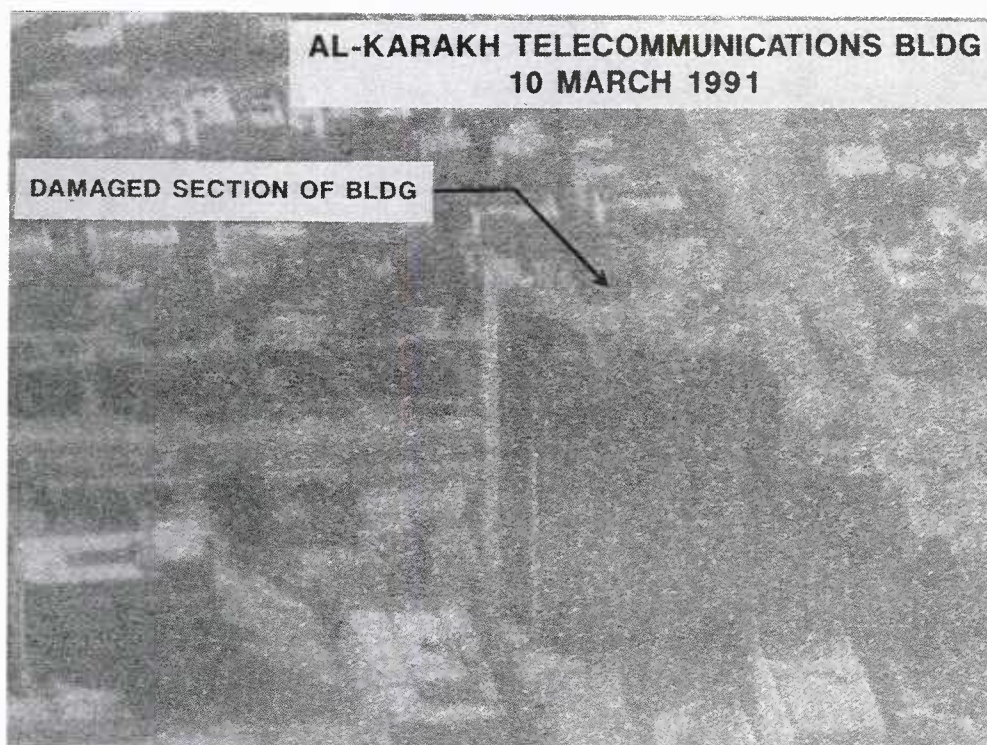 AL-KARAKH TELECOMMUNICATIONS BLDG
10 MARCH 1991
DAMAGED SECTION OF BLDG